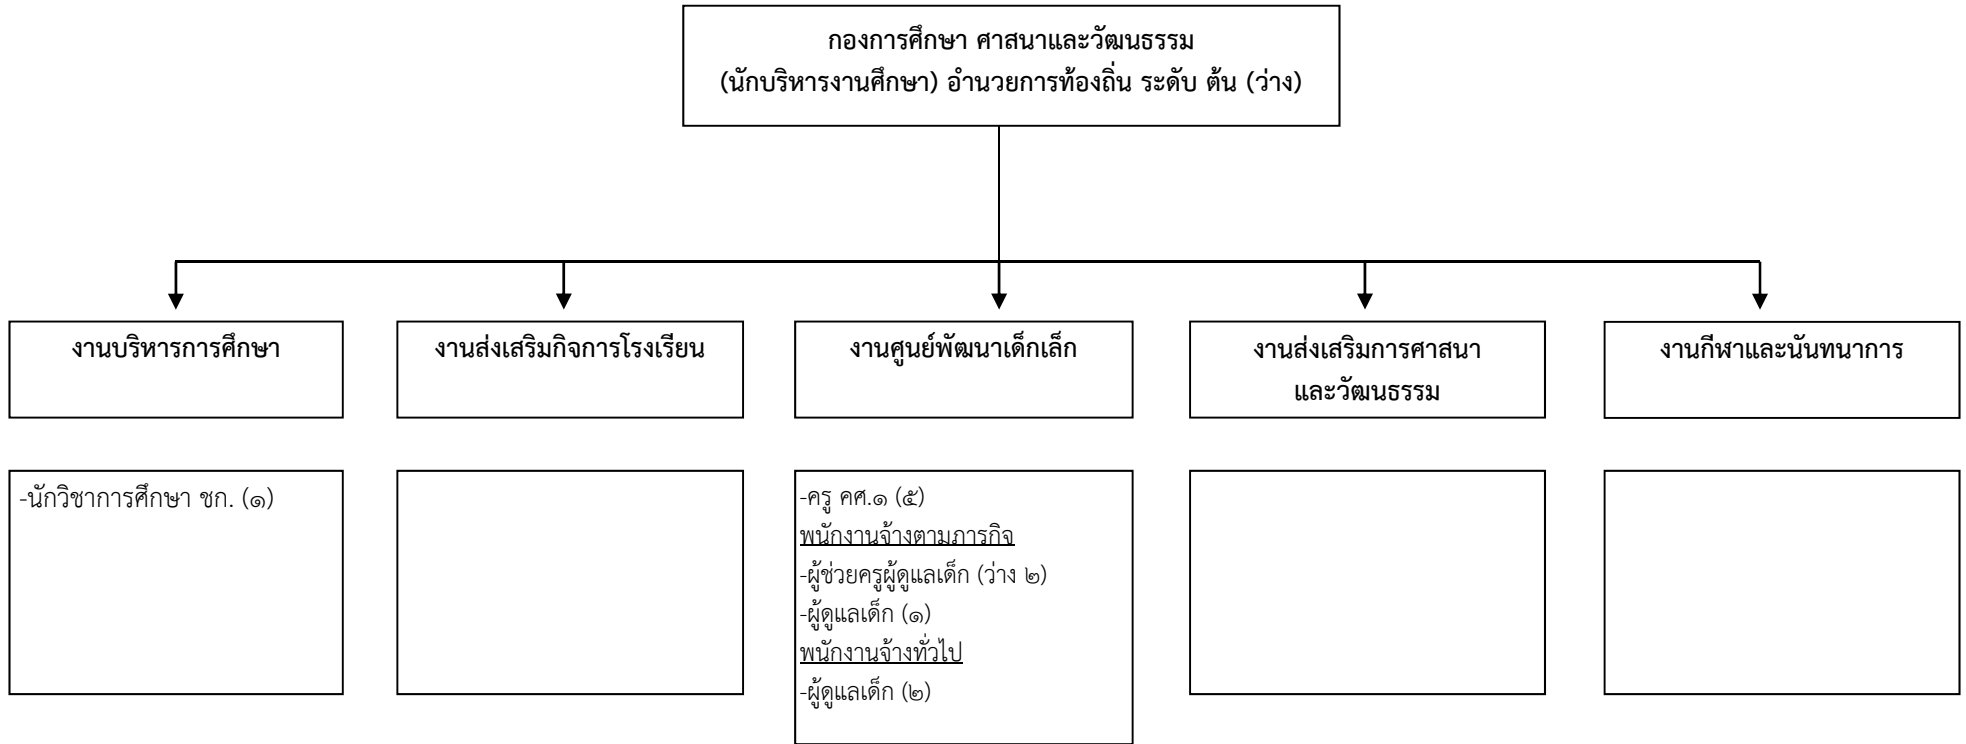 กองการศึกษา ศาสนาและวัฒนธรรม
(นักบริหารงานศึกษา) อำนวยการท้องถิ่น ระดับ ต้น (ว่าง)
งานบริหารการศึกษา
งานส่งเสริมกิจการโรงเรียน
งานศูนย์พัฒนาเด็กเล็ก
งานส่งเสริมการศาสนา
และวัฒนธรรม
งานกีฬาและนันทนาการ
-นักวิชาการศึกษา ชก. (๑)
-ครู คศ.๑ (๕)
พนักงานจ้างตามภารกิจ
-ผู้ช่วยครูผู้ดูแลเด็ก (ว่าง ๒)
-ผู้ดูแลเด็ก (๑)
พนักงานจ้างทั่วไป
-ผู้ดูแลเด็ก (๒)